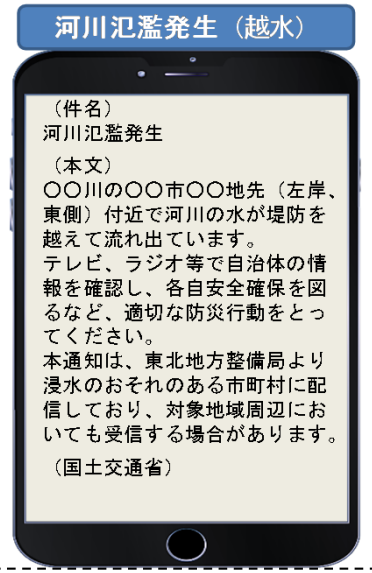 河川氾濫発生（越水）
（件名）
河川氾濫発生
（本文）
〇〇川の〇〇市〇〇地先（左岸、
東側）付近で河川の水が堤防を
越えて流れ出ています。
テレビ、ラジオ等で自治体の情
報を確認し、各自安全確保を図
るなど、適切な防災行動をとっ
てください。
本通知は、東北地方整備局より
浸水のおそれのある市町村に配
信しており、対象地域周辺にお
いても受信する場合があります。
（国土交通省）